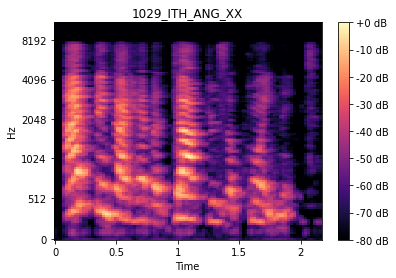 1029_ITH_ANG_XX
8192
4096
2048
1024
512
0
Hz
0
0.5
1
1.5
2
Time
+0 dB
-10 dB
-20 dB
-30 dB
-40 dB
-50 dB
-60 dB
-70 dB
-80 dB